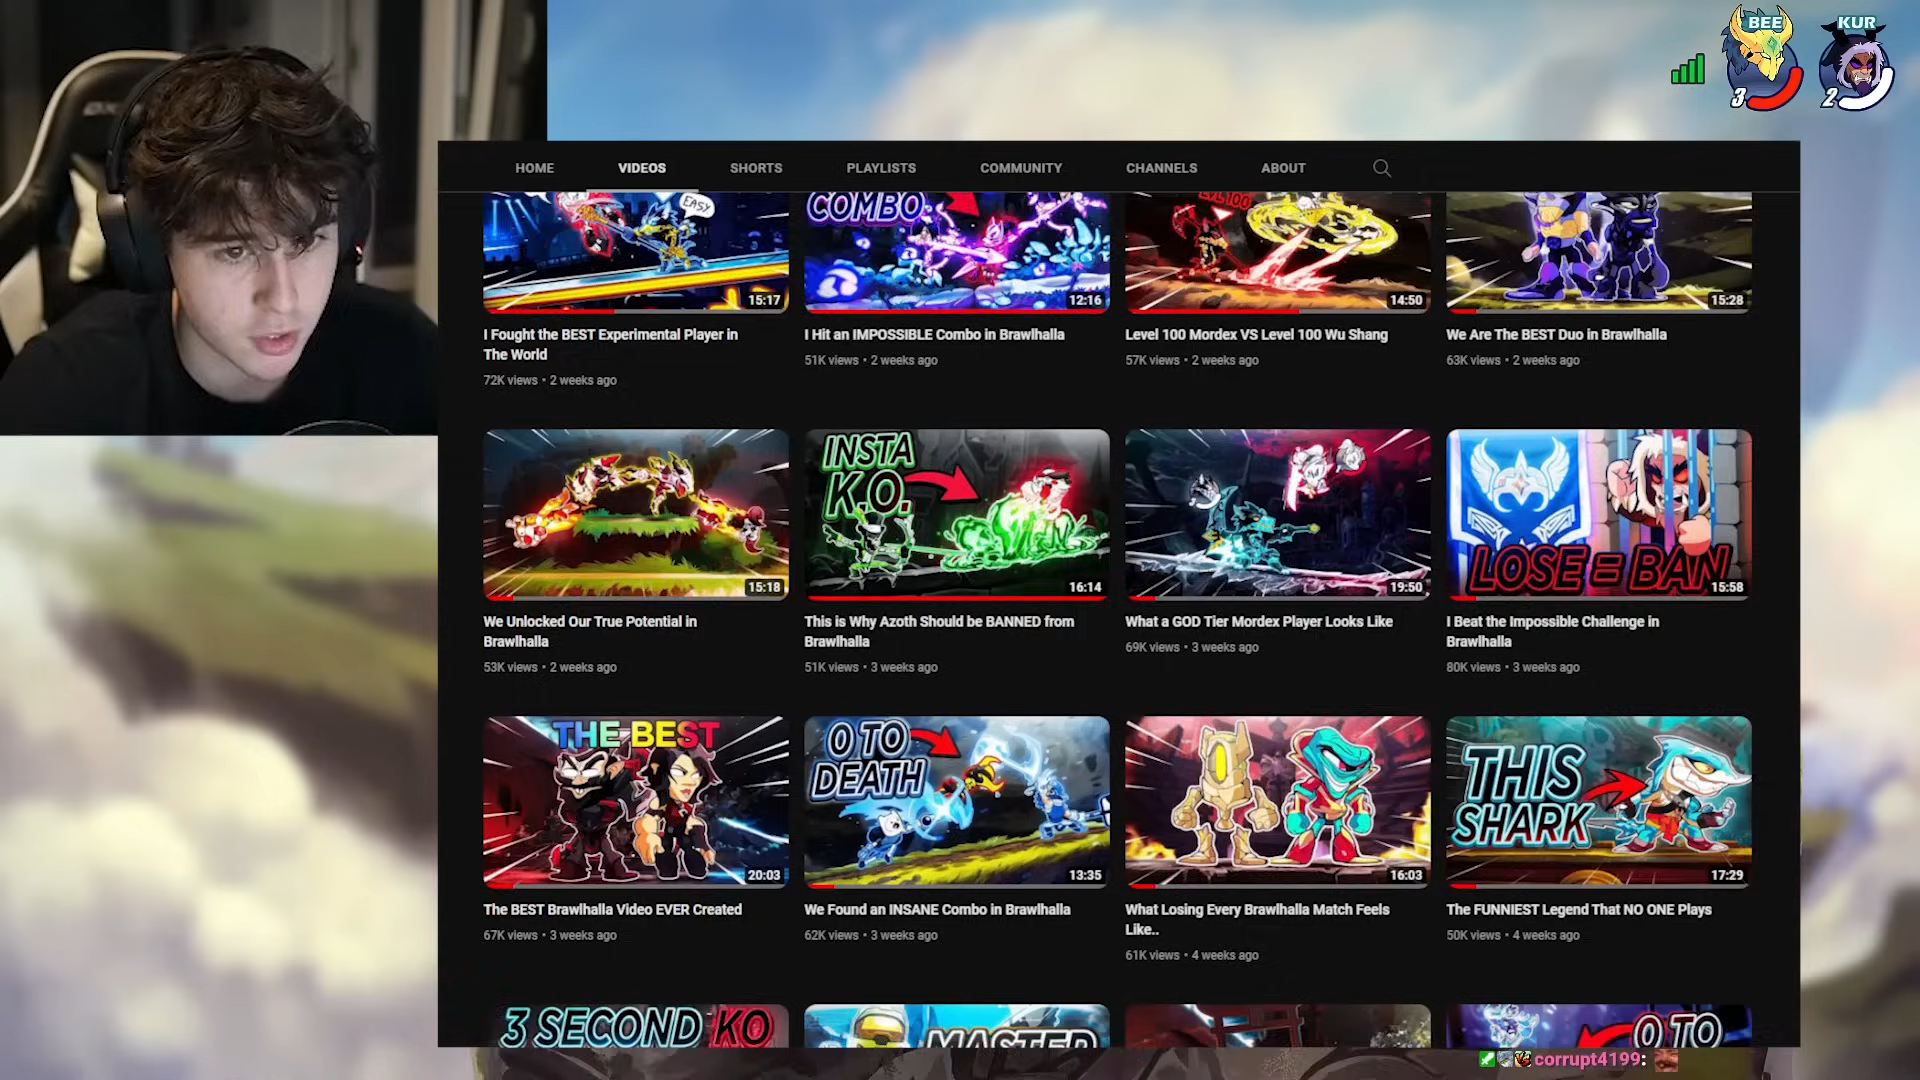 BEE
KUR
3
2
HOME VIDEOS SHORTS PLAYLISTS COMMUNITY CHANNELS ABOUT
EASY
COMBO
LVL 100
15:17
12:16
14:50
15:28
I Fought the BEST Experimental Player in
The World
72K views • 2 weeks ago
I Hit an IMPOSSIBLE Combo in Brawlhalla
51K views • 2 weeks ago
Level 100 Mordex VS Level 100 Wu Shang
57K views • 2 weeks ago
We Are The BEST Duo in Brawlhalla
63K views • 2 weeks ago
INSTA
K.O.
LOSE = BAN
15:18
16:14
19:50
15:58
We Unlocked Our True Potential in
Brawlhalla
53K views • 2 weeks ago
This is Why Azoth Should be BANNED from
Brawlhalla
51K views • 3 weeks ago
What a GOD Tier Mordex Player Looks Like
69K views • 3 weeks ago
I Beat the Impossible Challenge in
Brawlhalla
80K views • 3 weeks ago
THE BEST
0 TO
DEATH
THIS
SHARK
20:03
13:35
16:03
17:29
The BEST Brawlhalla Video EVER Created
67K views • 3 weeks ago
We Found an INSANE Combo in Brawlhalla
62K views • 3 weeks ago
What Losing Every Brawlhalla Match Feels
Like..
61K views • 4 weeks ago
The FUNNIEST Legend That NO ONE Plays
50K views • 4 weeks ago
3 SECOND KO
MASTER
0 TO
corrupt4199: